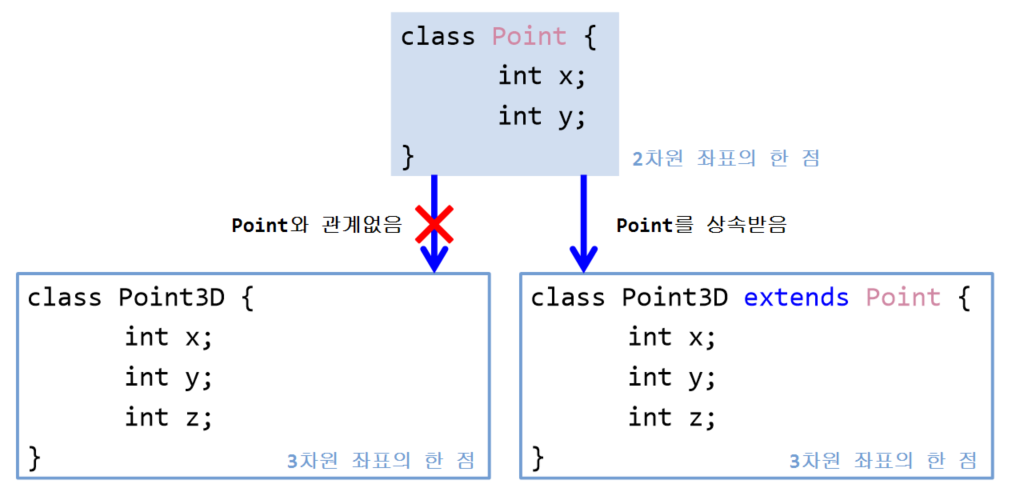 class Point {
int x;
int y;
}
2차원 좌표의 한 점
Point와 관계없음
Point를 상속받음
class Point3D {
int x;
int y;
int z;
}
3차원 좌표의 한 점
class Point3D extends Point {
int x;
int y;
int z;
}
3차원 좌표의 한 점